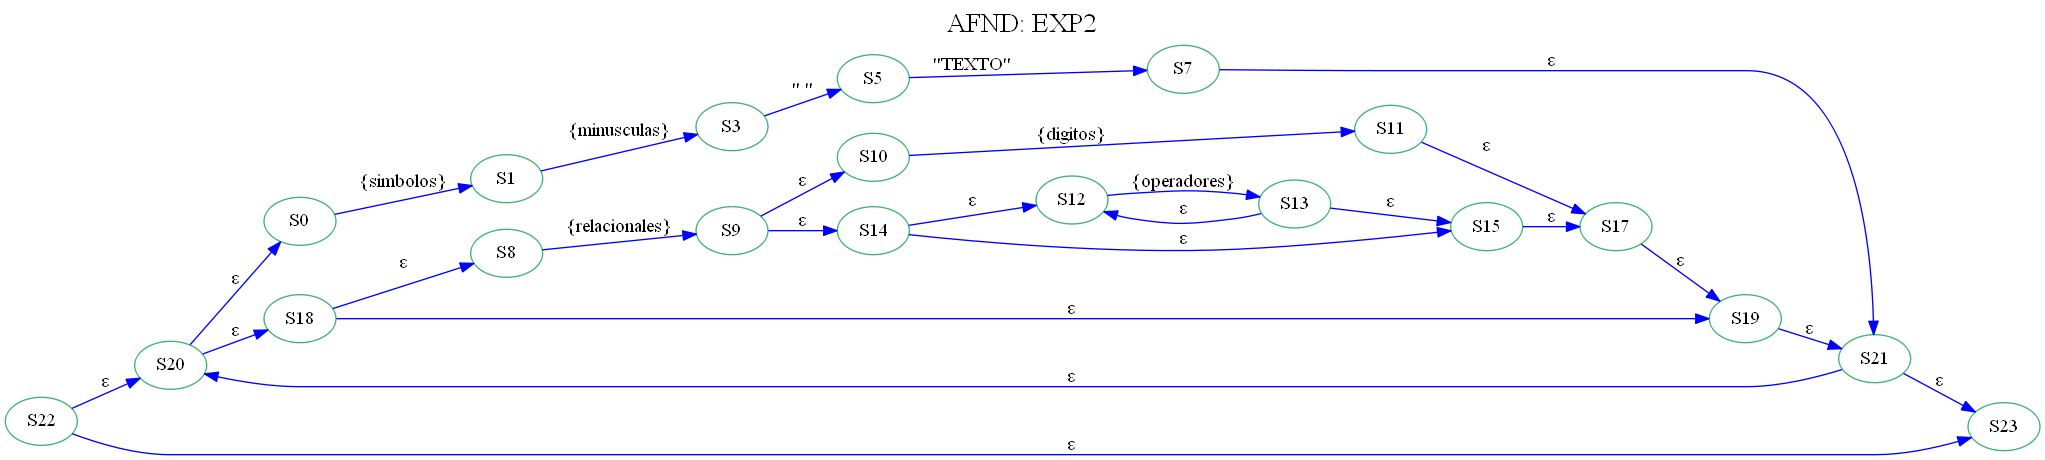 AFND: EXP2
"TEXTO"
ε
S7
S5
" "
{minusculas}
S3
{digitos}
S11
{simbolos}
S1
S10
ε
ε
{operadores}
S0
S12
ε
S13
ε
ε
{relacionales}
S9
ε
S14
ε
S15
ε
S17
S8
ε
ε
ε
ε
S18
ε
S19
ε
ε
S20
ε
S21
ε
ε
S22
S23
ε